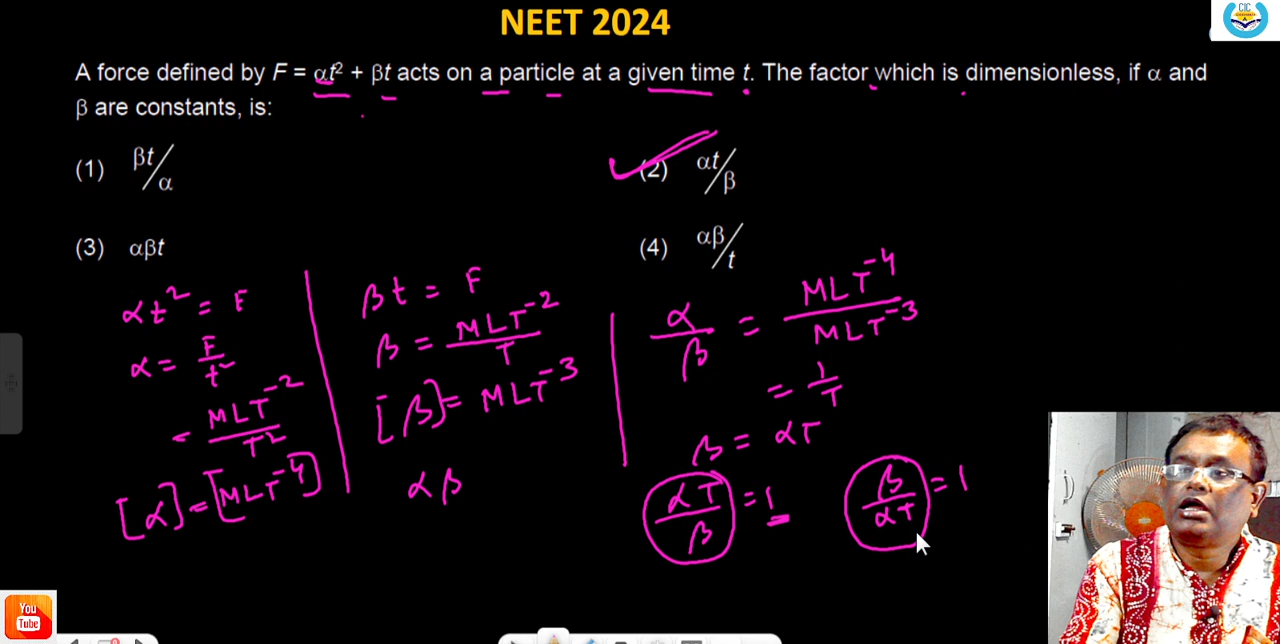 NEET 2024
CIC
A force defined by F = αt² + βt acts on a particle at a given time t. The factor which is dimensionless, if α and
β are constants, is:
(1) βt/α
(2) αt/β
(3) αβt
(4) αβ/t
αt² = F
α = F/t²
= MLT⁻²/T²
[α] = [MLT⁻⁴]
βt = F
β = MLT⁻²/T
[β] = MLT⁻³
αβ
α/β = MLT⁻⁴/MLT⁻³
= 1/T
β = αT
αT/β = 1
β/αT = 1
You
Tube